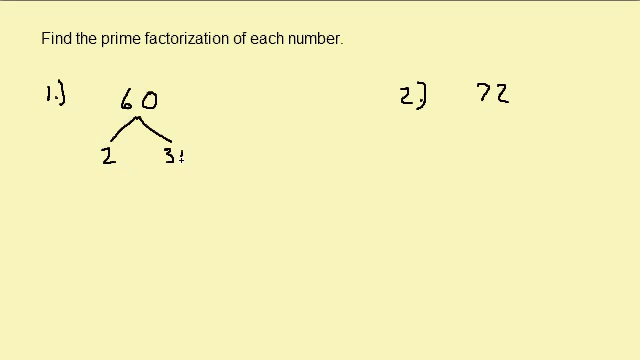 Find the prime factorization of each number.
1.) 60
2 3
2.) 72